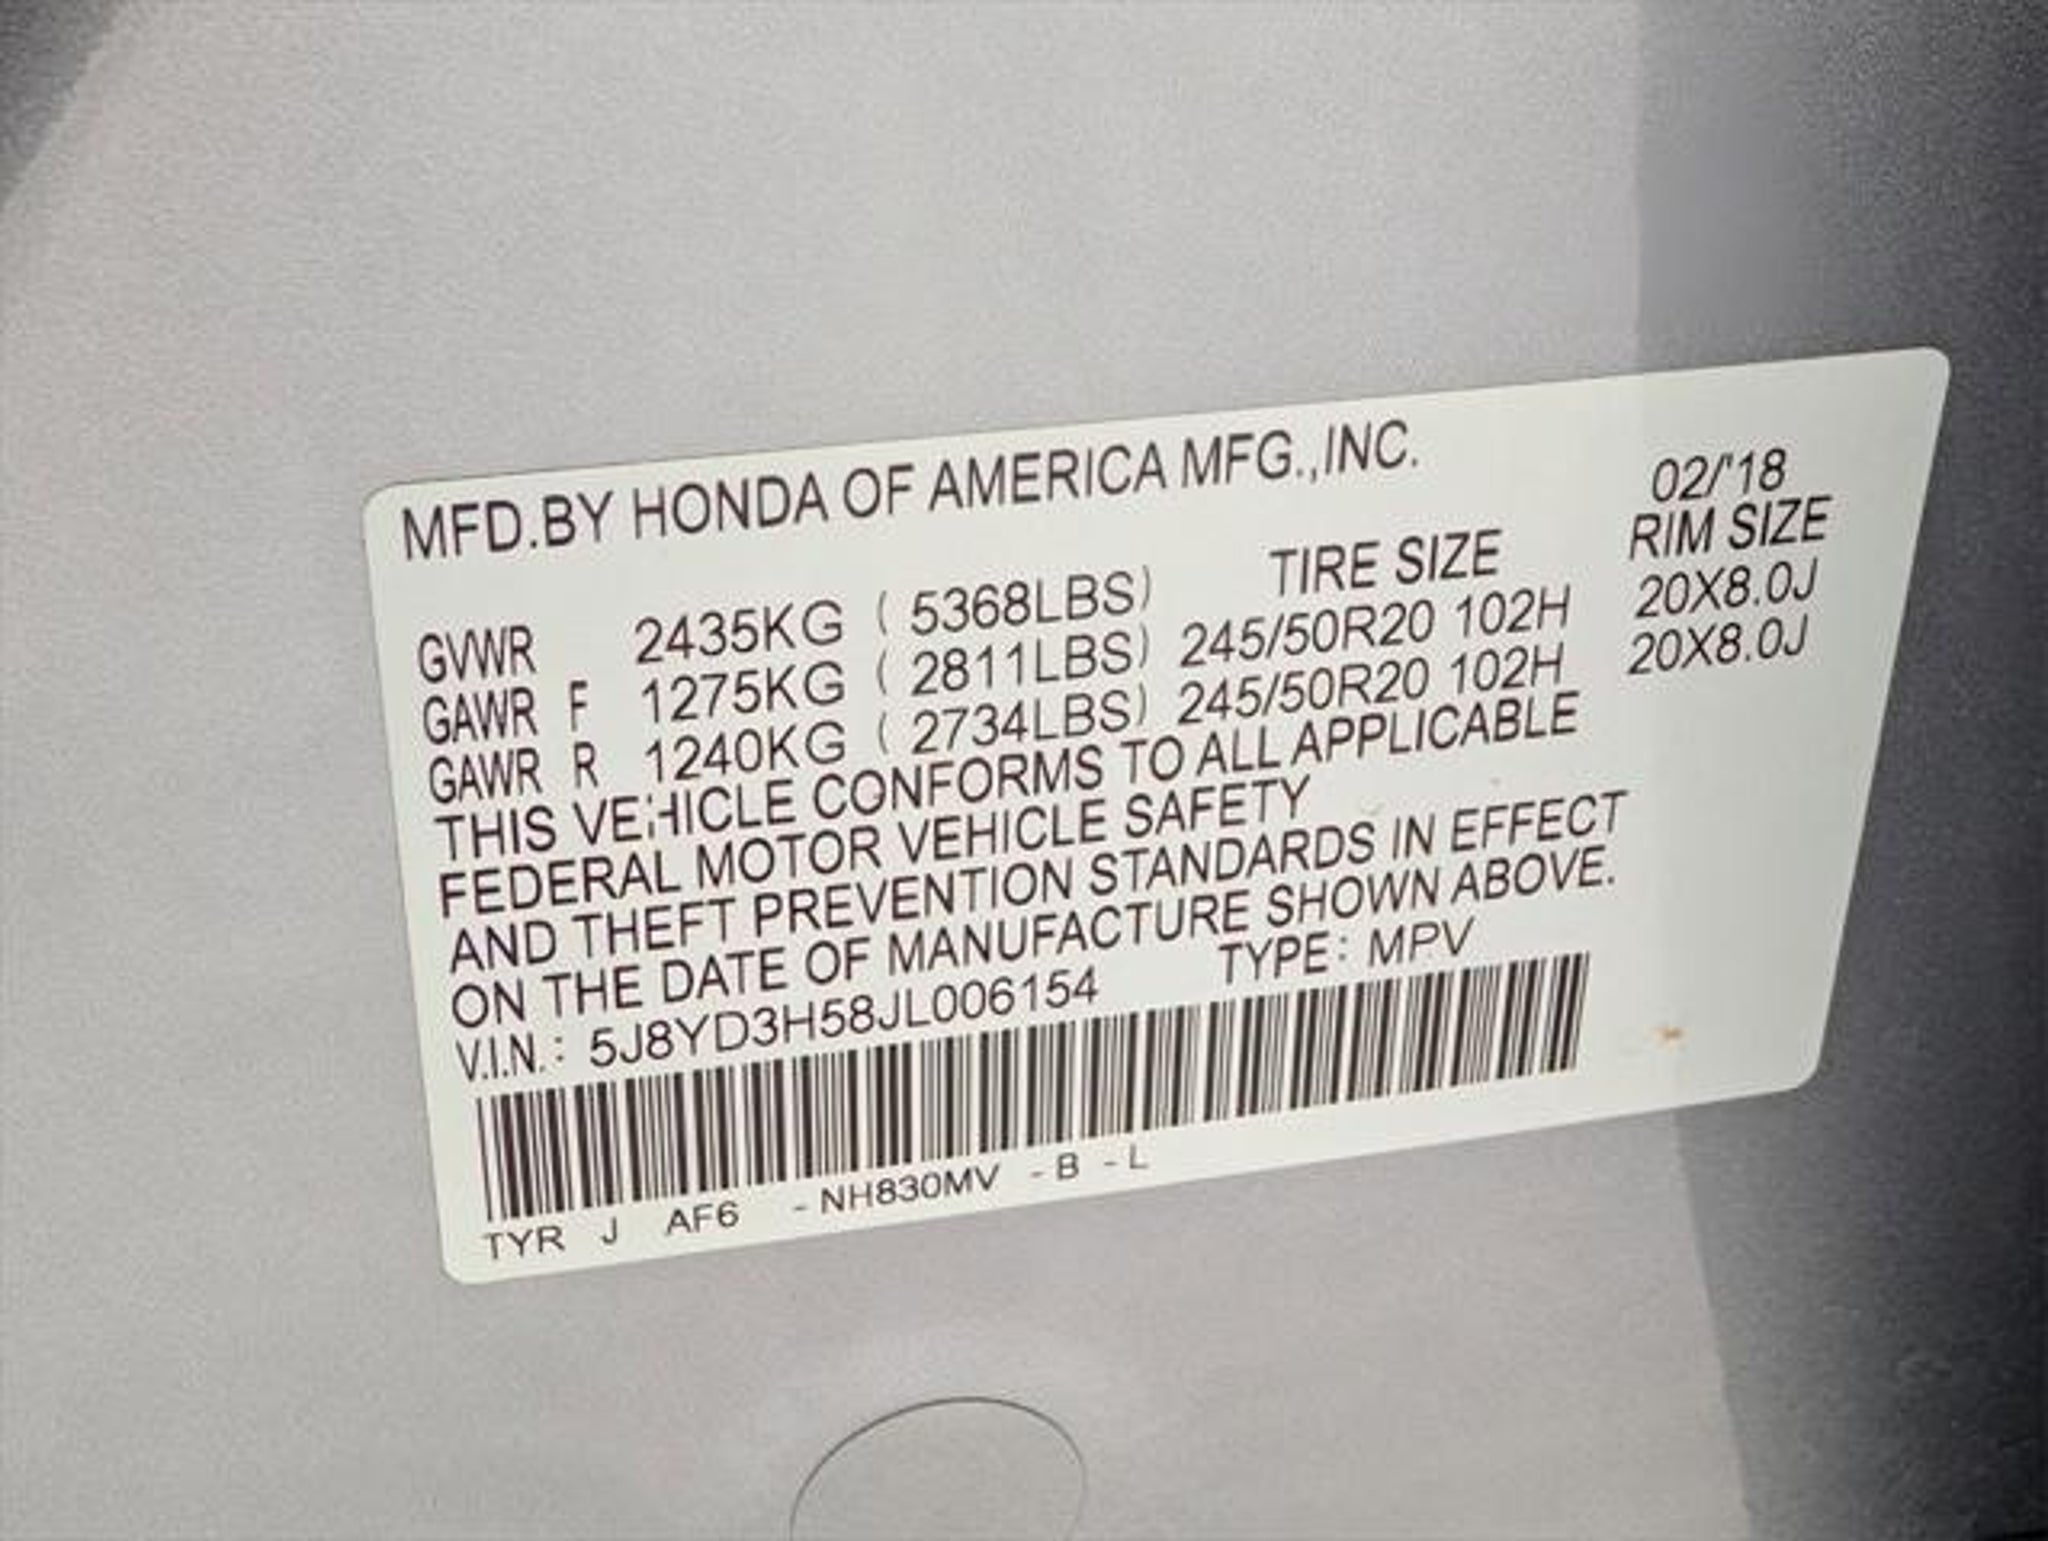 MFD.BY HONDA OF AMERICA MFG.,INC.
02/'18
TIRE SIZE RIM SIZE
GVWR 2435KG ( 5368LBS)
GAWR F 1275KG ( 2811LBS) 245/50R20 102H 20X8.0J
GAWR R 1240KG ( 2734LBS) 245/50R20 102H 20X8.0J
THIS VEHICLE CONFORMS TO ALL APPLICABLE
FEDERAL MOTOR VEHICLE SAFETY
AND THEFT PREVENTION STANDARDS IN EFFECT
ON THE DATE OF MANUFACTURE SHOWN ABOVE.
V.I.N.: 5J8YD3H58JL006154 TYPE: MPV
TYR J AF6 -NH830MV -B -L